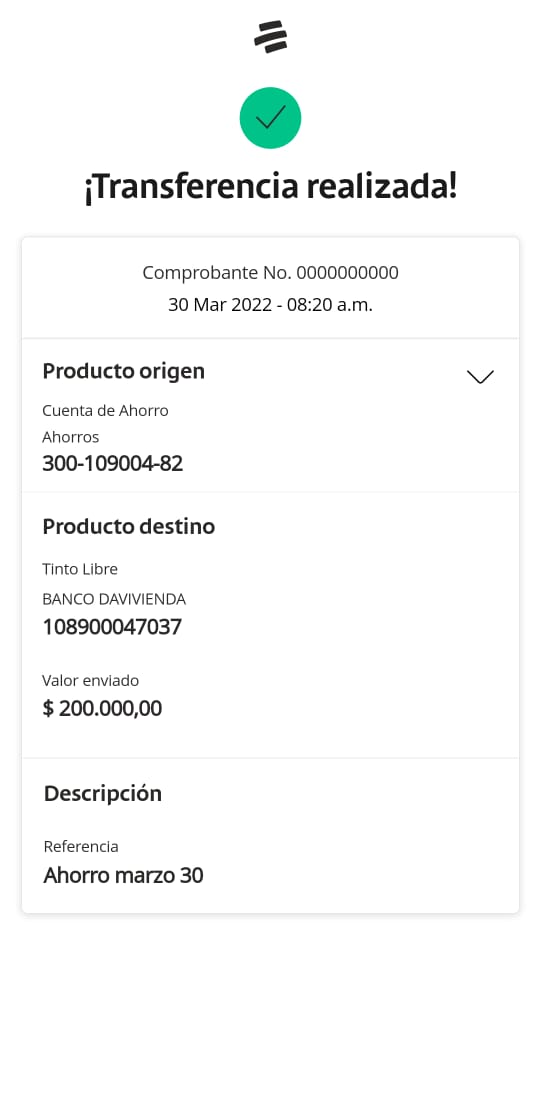 ¡Transferencia realizada!
Comprobante No. 0000000000
30 Mar 2022 - 08:20 a.m.
Producto origen
Cuenta de Ahorro
Ahorros
300-109004-82
Producto destino
Tinto Libre
BANCO DAVIVIENDA
108900047037
Valor enviado
$ 200.000,00
Descripción
Referencia
Ahorro marzo 30